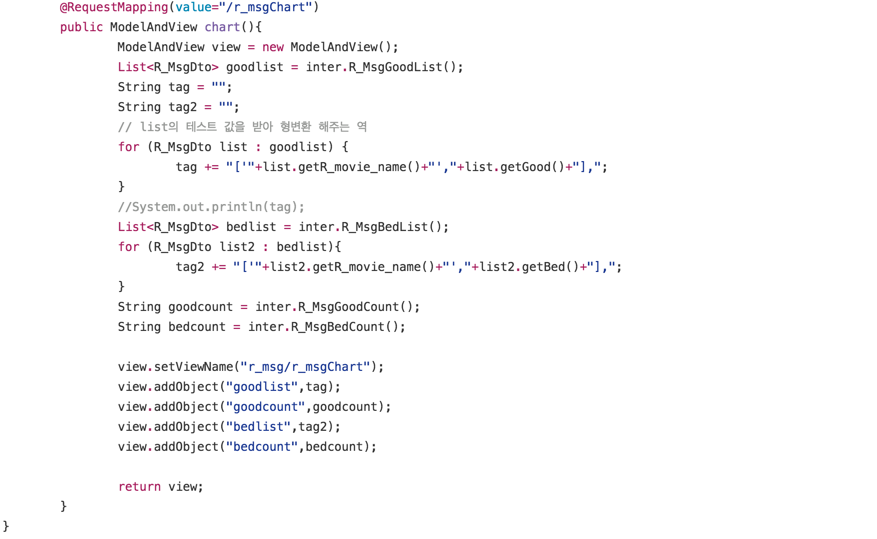 @RequestMapping(value="/r_msgChart")
public ModelAndView chart(){
ModelAndView view = new ModelAndView();
List<R_MsgDto> goodlist = inter.R_MsgGoodList();
String tag = "";
String tag2 = "";
// list의 테스트 값을 받아 형변환 해주는 역
for (R_MsgDto list : goodlist) {
tag += "['"+list.getR_movie_name()+"',"+list.getGood()+"],";
}
//System.out.println(tag);
List<R_MsgDto> bedlist = inter.R_MsgBedList();
for (R_MsgDto list2 : bedlist){
tag2 += "['"+list2.getR_movie_name()+"',"+list2.getBed()+"],";
}
String goodcount = inter.R_MsgGoodCount();
String bedcount = inter.R_MsgBedCount();
view.setViewName("r_msg/r_msgChart");
view.addObject("goodlist",tag);
view.addObject("goodcount",goodcount);
view.addObject("bedlist",tag2);
view.addObject("bedcount",bedcount);
return view;
}
}